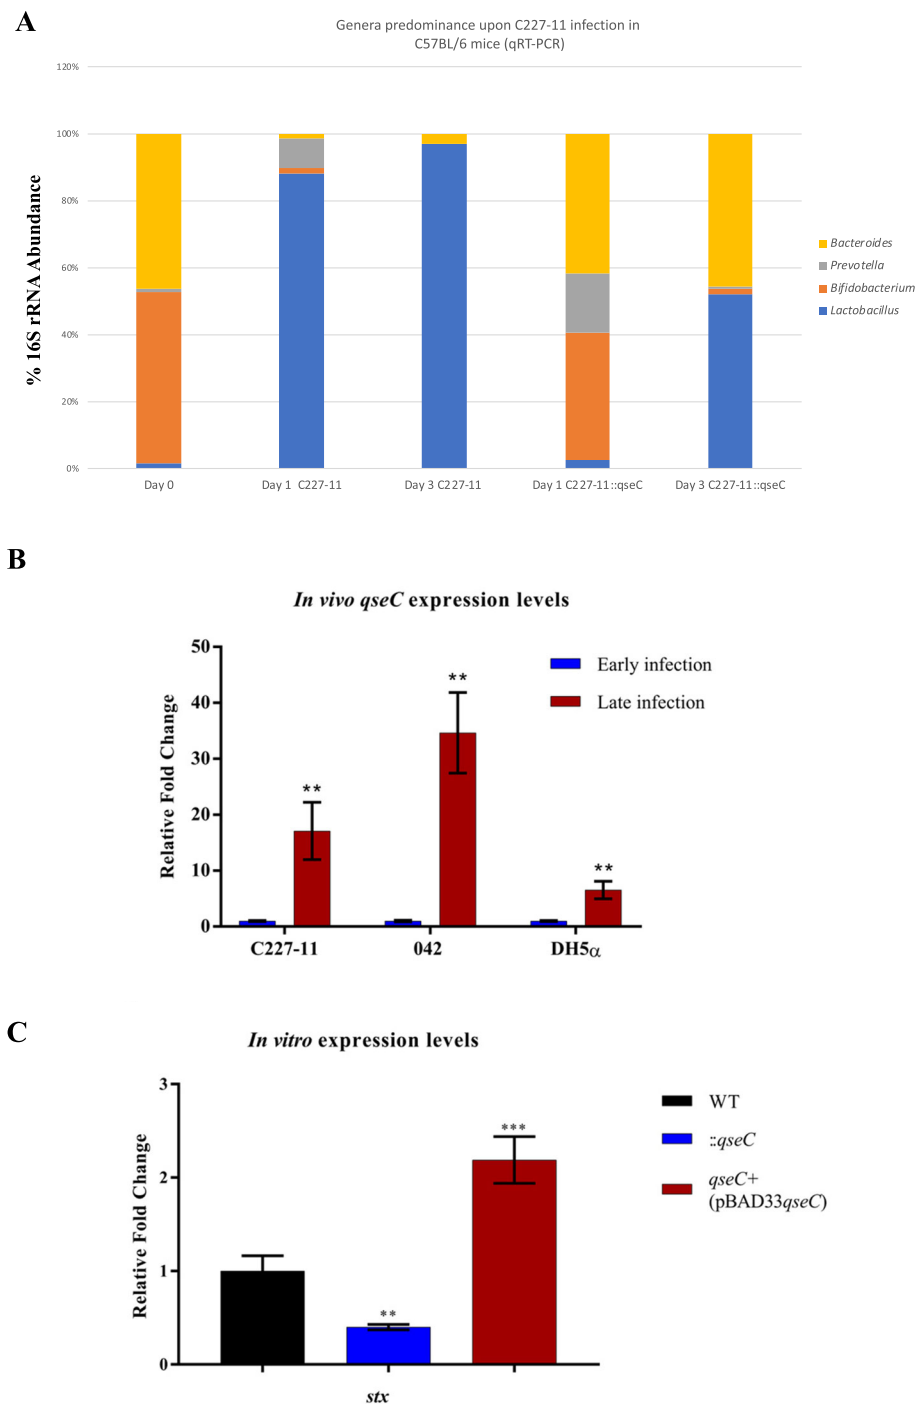 A
Genera predominance upon C227-11 infection in
C57BL/6 mice (qRT-PCR)
% 16S rRNA Abundance
120%
100%
80%
60%
40%
20%
0%
Day 0
Day 1 C227-11
Day 3 C227-11
Day 1 C227-11::qseC
Day 3 C227-11::qseC
Bacteroides
Prevotella
Bifidobacterium
Lactobacillus
B
In vivo qseC expression levels
Relative Fold Change
50
40
30
20
10
0
**
**
**
C227-11
042
DH5α
Early infection
Late infection
C
In vitro expression levels
Relative Fold Change
3
2
1
0
**
***
stx
WT
::qseC
qseC+
(pBAD33qseC)